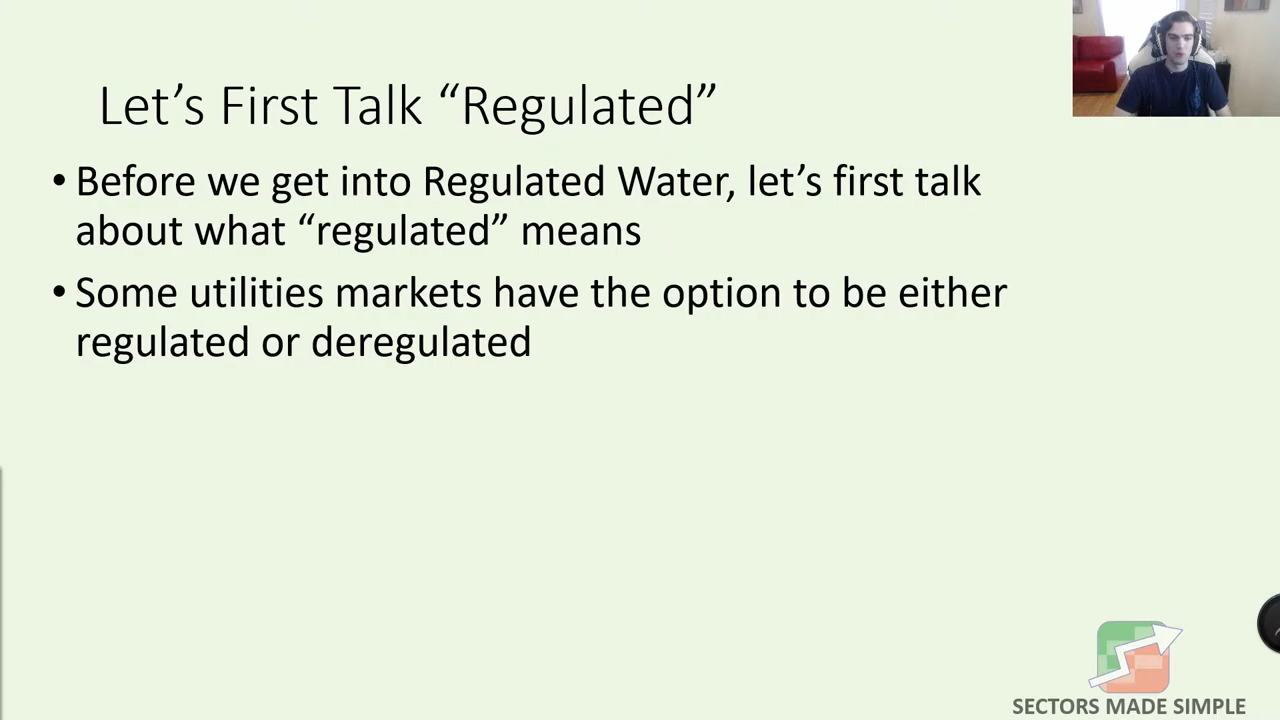 Let’s First Talk “Regulated”
• Before we get into Regulated Water, let’s first talk
about what “regulated” means
• Some utilities markets have the option to be either
regulated or deregulated
SECTORS MADE SIMPLE